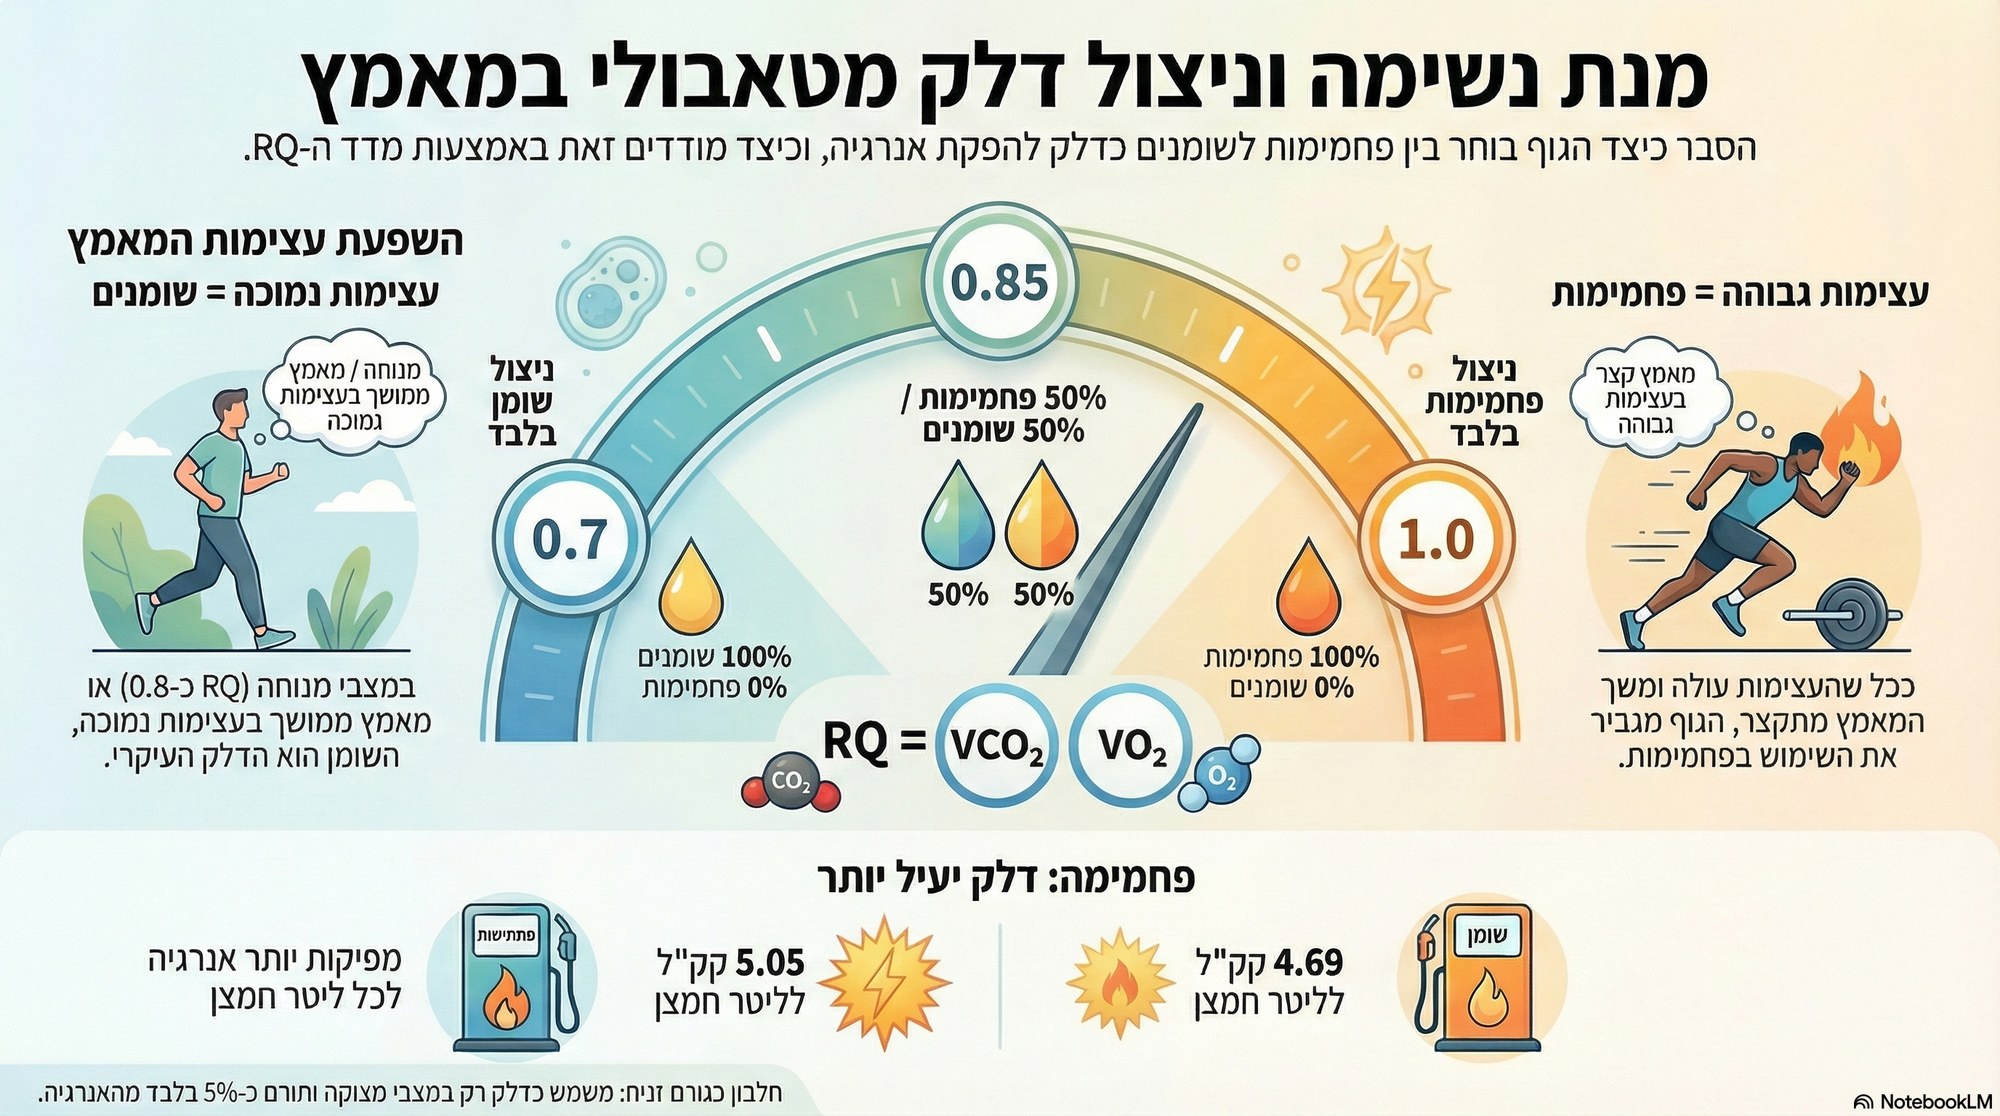 מנת נשימה וניצול דלק מטאבולי במאמץ
הסבר כיצד הגוף בוחר בין פחמימות לשומנים כדלק להפקת אנרגיה, וכיצד מודדים זאת באמצעות מדד ה-RQ.
עצימות גבוהה = פחמימות
מאמץ קצר
בעצימות
גבוהה
ככל שהעצימות עולה ומשך
המאמץ מתקצר, הגוף מגביר
את השימוש בפחמימות.
ניצול
פחמימות
בלבד
1.0
100% פחמימות
0% שומנים
0.85
50% פחמימות /
50% שומנים
50%
50%
ניצול
שומן
בלבד
0.7
100% שומנים
0% פחמימות
RQ = VCO₂ VO₂
CO₂
O₂
השפעת עצימות המאמץ
עצימות נמוכה = שומנים
מנוחה / מאמץ
ממושך בעצימות
גמוכה
במצבי מנוחה (RQ כ-0.8) או
מאמץ ממושך בעצימות נמוכה,
השומן הוא הדלק העיקרי.
פחמימה: דלק יעיל יותר
שומן
4.69 קק"ל
לליטר חמצן
5.05 קק"ל
לליטר חמצן
פתתישות
מפיקות יותר אנרגיה
לכל ליטר חמצן
חלבון כגורם זניח: משמש כדלק רק במצבי מצוקה ותורם כ-5% בלבד מהאנרגיה.
NotebookLM